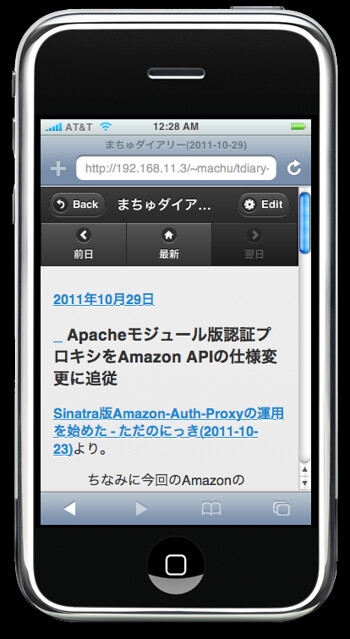 AT&T 12:28 AM
まちゅダイアリー(2011-10-29)
http://192.168.11.3/~machu/tdiary-
Back まちゅダイア... Edit
前日 最新 翌日
2011年10月29日
_ Apacheモジュール版認証プ
ロキシをAmazon APIの仕様変
更に追従
Sinatra版Amazon-Auth-Proxyの運用
を始めた - ただのにっき(2011-10-
23)より。
ちなみに今回のAmazonの